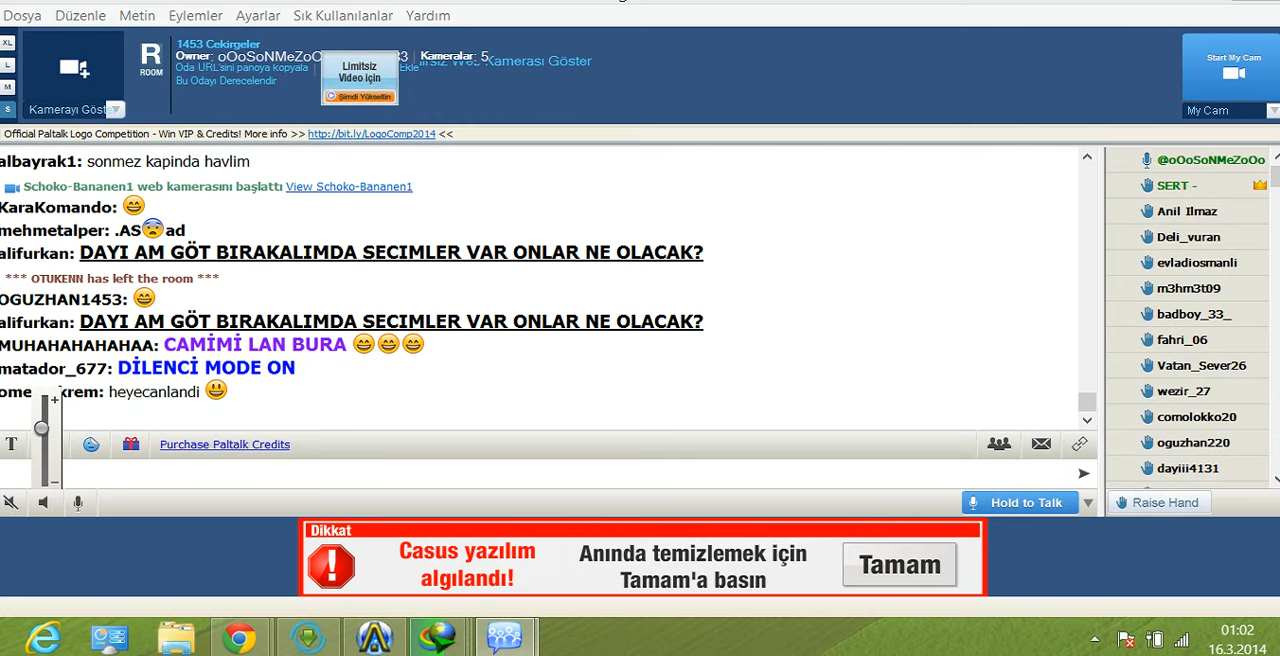 Dosya Düzenle Metin Eylemler Ayarlar Sık Kullanılanlar Yardım
XL
L
M
S
Kamerayı Göst
R
ROOM
1453 Cekirgeler
Owner: oOoSoNMeZoO 33 | Kameralar: 5
Oda URL'sini panoya kopyala | Ekle
Bu Odayı Derecelendir
Limitsiz
Video için
Şimdi Yükseltin
Kamerası Göster
Start My Cam
My Cam
Official Paltalk Logo Competition - Win VIP & Credits! More info >> http://bit.ly/LogoComp2014 <<
albayrak1: sonmez kapinda havlim
Schoko-Bananen1 web kamerasını başlattı View Schoko-Bananen1
KaraKomando:
mehmetalper: .AS ad
alifurkan: DAYI AM GÖT BIRAKALIMDA SECIMLER VAR ONLAR NE OLACAK?
*** OTUKENN has left the room ***
OGUZHAN1453:
alifurkan: DAYI AM GÖT BIRAKALIMDA SECIMLER VAR ONLAR NE OLACAK?
MUHAHAHAHAHAA: CAMİMİ LAN BURA
matador_677: DİLENCİ MODE ON
ome krem: heyecanlandi
@oOoSoNMeZoOo
SERT -
Anil Ilmaz
Deli_vuran
evladiosmanli
m3hm3t09
badboy_33_
fahri_06
Vatan_Sever26
wezir_27
comolokko20
oguzhan220
dayiii4131
T
Purchase Paltalk Credits
Hold to Talk
Raise Hand
Dikkat
Casus yazılım
algılandı!
Anında temizlemek için
Tamam'a basın
Tamam
01:02
16.3.2014